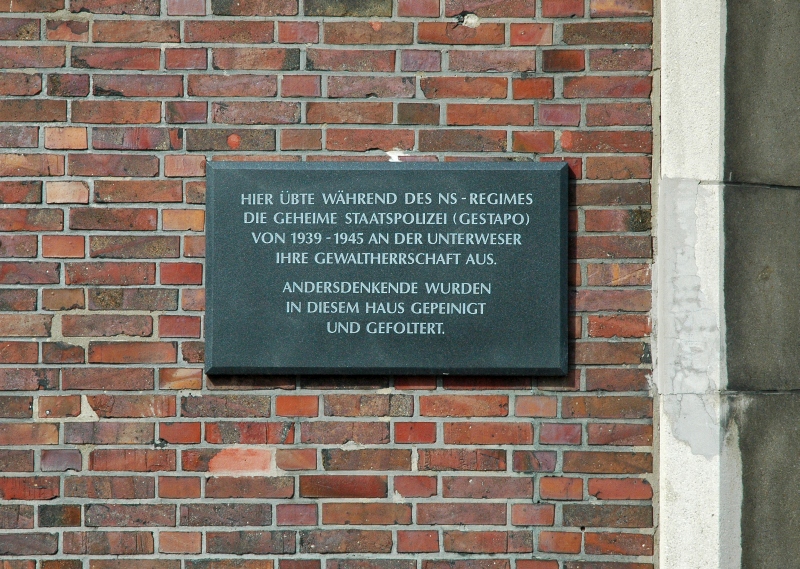 HIER ÜBTE WÄHREND DES NS-REGIMES
DIE GEHEIME STAATSPOLIZEI (GESTAPO)
VON 1939-1945 AN DER UNTERWESER
IHRE GEWALTHERRSCHAFT AUS.
ANDERSDENKENDE WURDEN
IN DIESEM HAUS GEPEINIGT
UND GEFOLTERT.